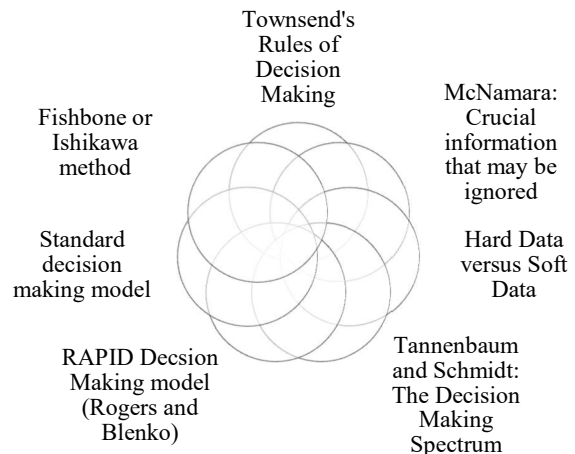 Townsend's
Rules of
Decision
Making
McNamara:
Crucial
information
that may be
ignored
Hard Data
versus Soft
Data
Tannenbaum
and Schmidt:
The Decision
Making
Spectrum
RAPID Decsion
Making model
(Rogers and
Blenko)
Standard
decision
making model
Fishbone or
Ishikawa
method